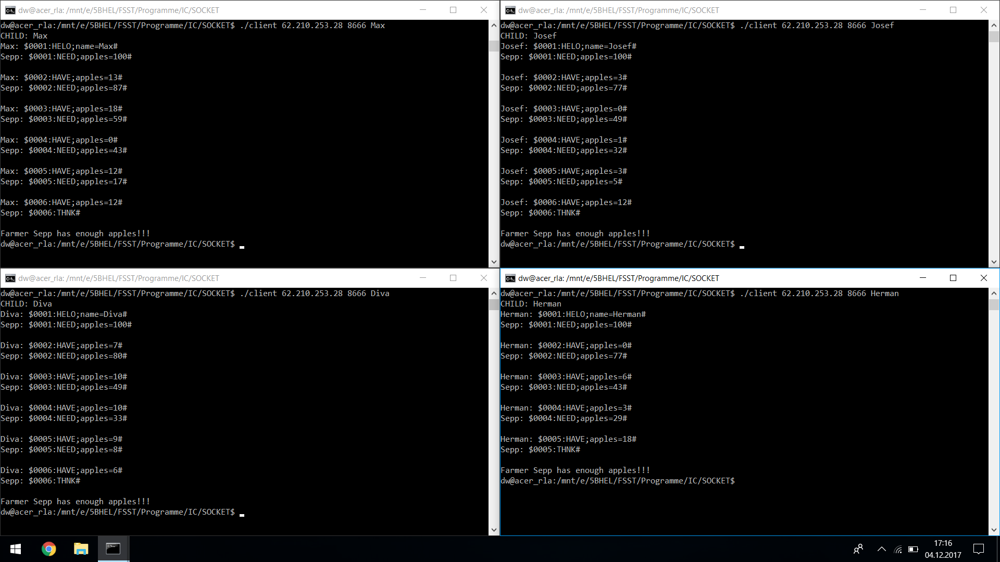 dw@acer_rla: /mnt/e/5BHEL/FSST/Programme/IC/SOCKET
dw@acer_rla:/mnt/e/5BHEL/FSST/Programme/IC/SOCKET$ ./client 62.210.253.28 8666 Max
CHILD: Max
Max: $0001:HELO;name=Max#
Sepp: $0001:NEED;apples=100#
Max: $0002:HAVE;apples=13#
Sepp: $0002:NEED;apples=87#
Max: $0003:HAVE;apples=18#
Sepp: $0003:NEED;apples=59#
Max: $0004:HAVE;apples=0#
Sepp: $0004:NEED;apples=43#
Max: $0005:HAVE;apples=12#
Sepp: $0005:NEED;apples=17#
Max: $0006:HAVE;apples=12#
Sepp: $0006:THNK#
Farmer Sepp has enough apples!!!
dw@acer_rla:/mnt/e/5BHEL/FSST/Programme/IC/SOCKET$
dw@acer_rla: /mnt/e/5BHEL/FSST/Programme/IC/SOCKET
dw@acer_rla:/mnt/e/5BHEL/FSST/Programme/IC/SOCKET$ ./client 62.210.253.28 8666 Josef
CHILD: Josef
Josef: $0001:HELO;name=Josef#
Sepp: $0001:NEED;apples=100#
Josef: $0002:HAVE;apples=3#
Sepp: $0002:NEED;apples=77#
Josef: $0003:HAVE;apples=0#
Sepp: $0003:NEED;apples=49#
Josef: $0004:HAVE;apples=1#
Sepp: $0004:NEED;apples=32#
Josef: $0005:HAVE;apples=3#
Sepp: $0005:NEED;apples=5#
Josef: $0006:HAVE;apples=12#
Sepp: $0006:THNK#
Farmer Sepp has enough apples!!!
dw@acer_rla:/mnt/e/5BHEL/FSST/Programme/IC/SOCKET$
dw@acer_rla: /mnt/e/5BHEL/FSST/Programme/IC/SOCKET
dw@acer_rla:/mnt/e/5BHEL/FSST/Programme/IC/SOCKET$ ./client 62.210.253.28 8666 Diva
CHILD: Diva
Diva: $0001:HELO;name=Diva#
Sepp: $0001:NEED;apples=100#
Diva: $0002:HAVE;apples=7#
Sepp: $0002:NEED;apples=80#
Diva: $0003:HAVE;apples=10#
Sepp: $0003:NEED;apples=49#
Diva: $0004:HAVE;apples=10#
Sepp: $0004:NEED;apples=33#
Diva: $0005:HAVE;apples=9#
Sepp: $0005:NEED;apples=8#
Diva: $0006:HAVE;apples=6#
Sepp: $0006:THNK#
Farmer Sepp has enough apples!!!
dw@acer_rla:/mnt/e/5BHEL/FSST/Programme/IC/SOCKET$
dw@acer_rla: /mnt/e/5BHEL/FSST/Programme/IC/SOCKET
dw@acer_rla:/mnt/e/5BHEL/FSST/Programme/IC/SOCKET$ ./client 62.210.253.28 8666 Herman
CHILD: Herman
Herman: $0001:HELO;name=Herman#
Sepp: $0001:NEED;apples=100#
Herman: $0002:HAVE;apples=0#
Sepp: $0002:NEED;apples=77#
Herman: $0003:HAVE;apples=6#
Sepp: $0003:NEED;apples=43#
Herman: $0004:HAVE;apples=3#
Sepp: $0004:NEED;apples=29#
Herman: $0005:HAVE;apples=18#
Sepp: $0005:THNK#
Farmer Sepp has enough apples!!!
dw@acer_rla:/mnt/e/5BHEL/FSST/Programme/IC/SOCKET$
17:16
04.12.2017